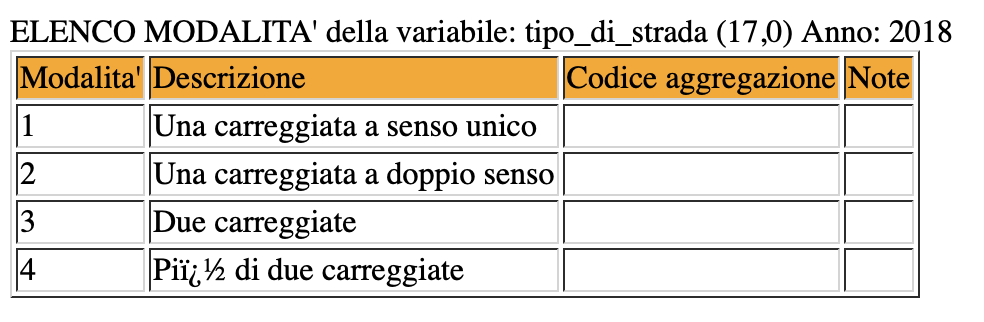 ELENCO MODALITA' della variabile: tipo_di_strada (17,0) Anno: 2018
Modalita' Descrizione Codice aggregazione Note
1 Una carreggiata a senso unico
2 Una carreggiata a doppio senso
3 Due carreggiate
4 Piï¿½ di due carreggiate